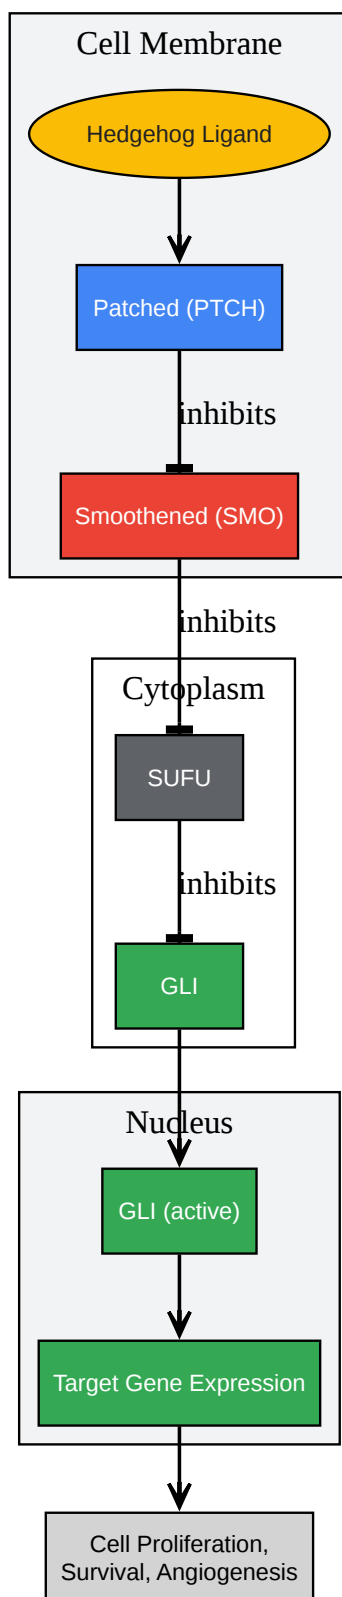 Cell Membrane
Hedgehog Ligand
Patched (PTCH)
inhibits
Smoothened (SMO)
inhibits
Cytoplasm
SUFU
inhibits
GLI
Nucleus
GLI (active)
Target Gene Expression
Cell Proliferation,
Survival, Angiogenesis